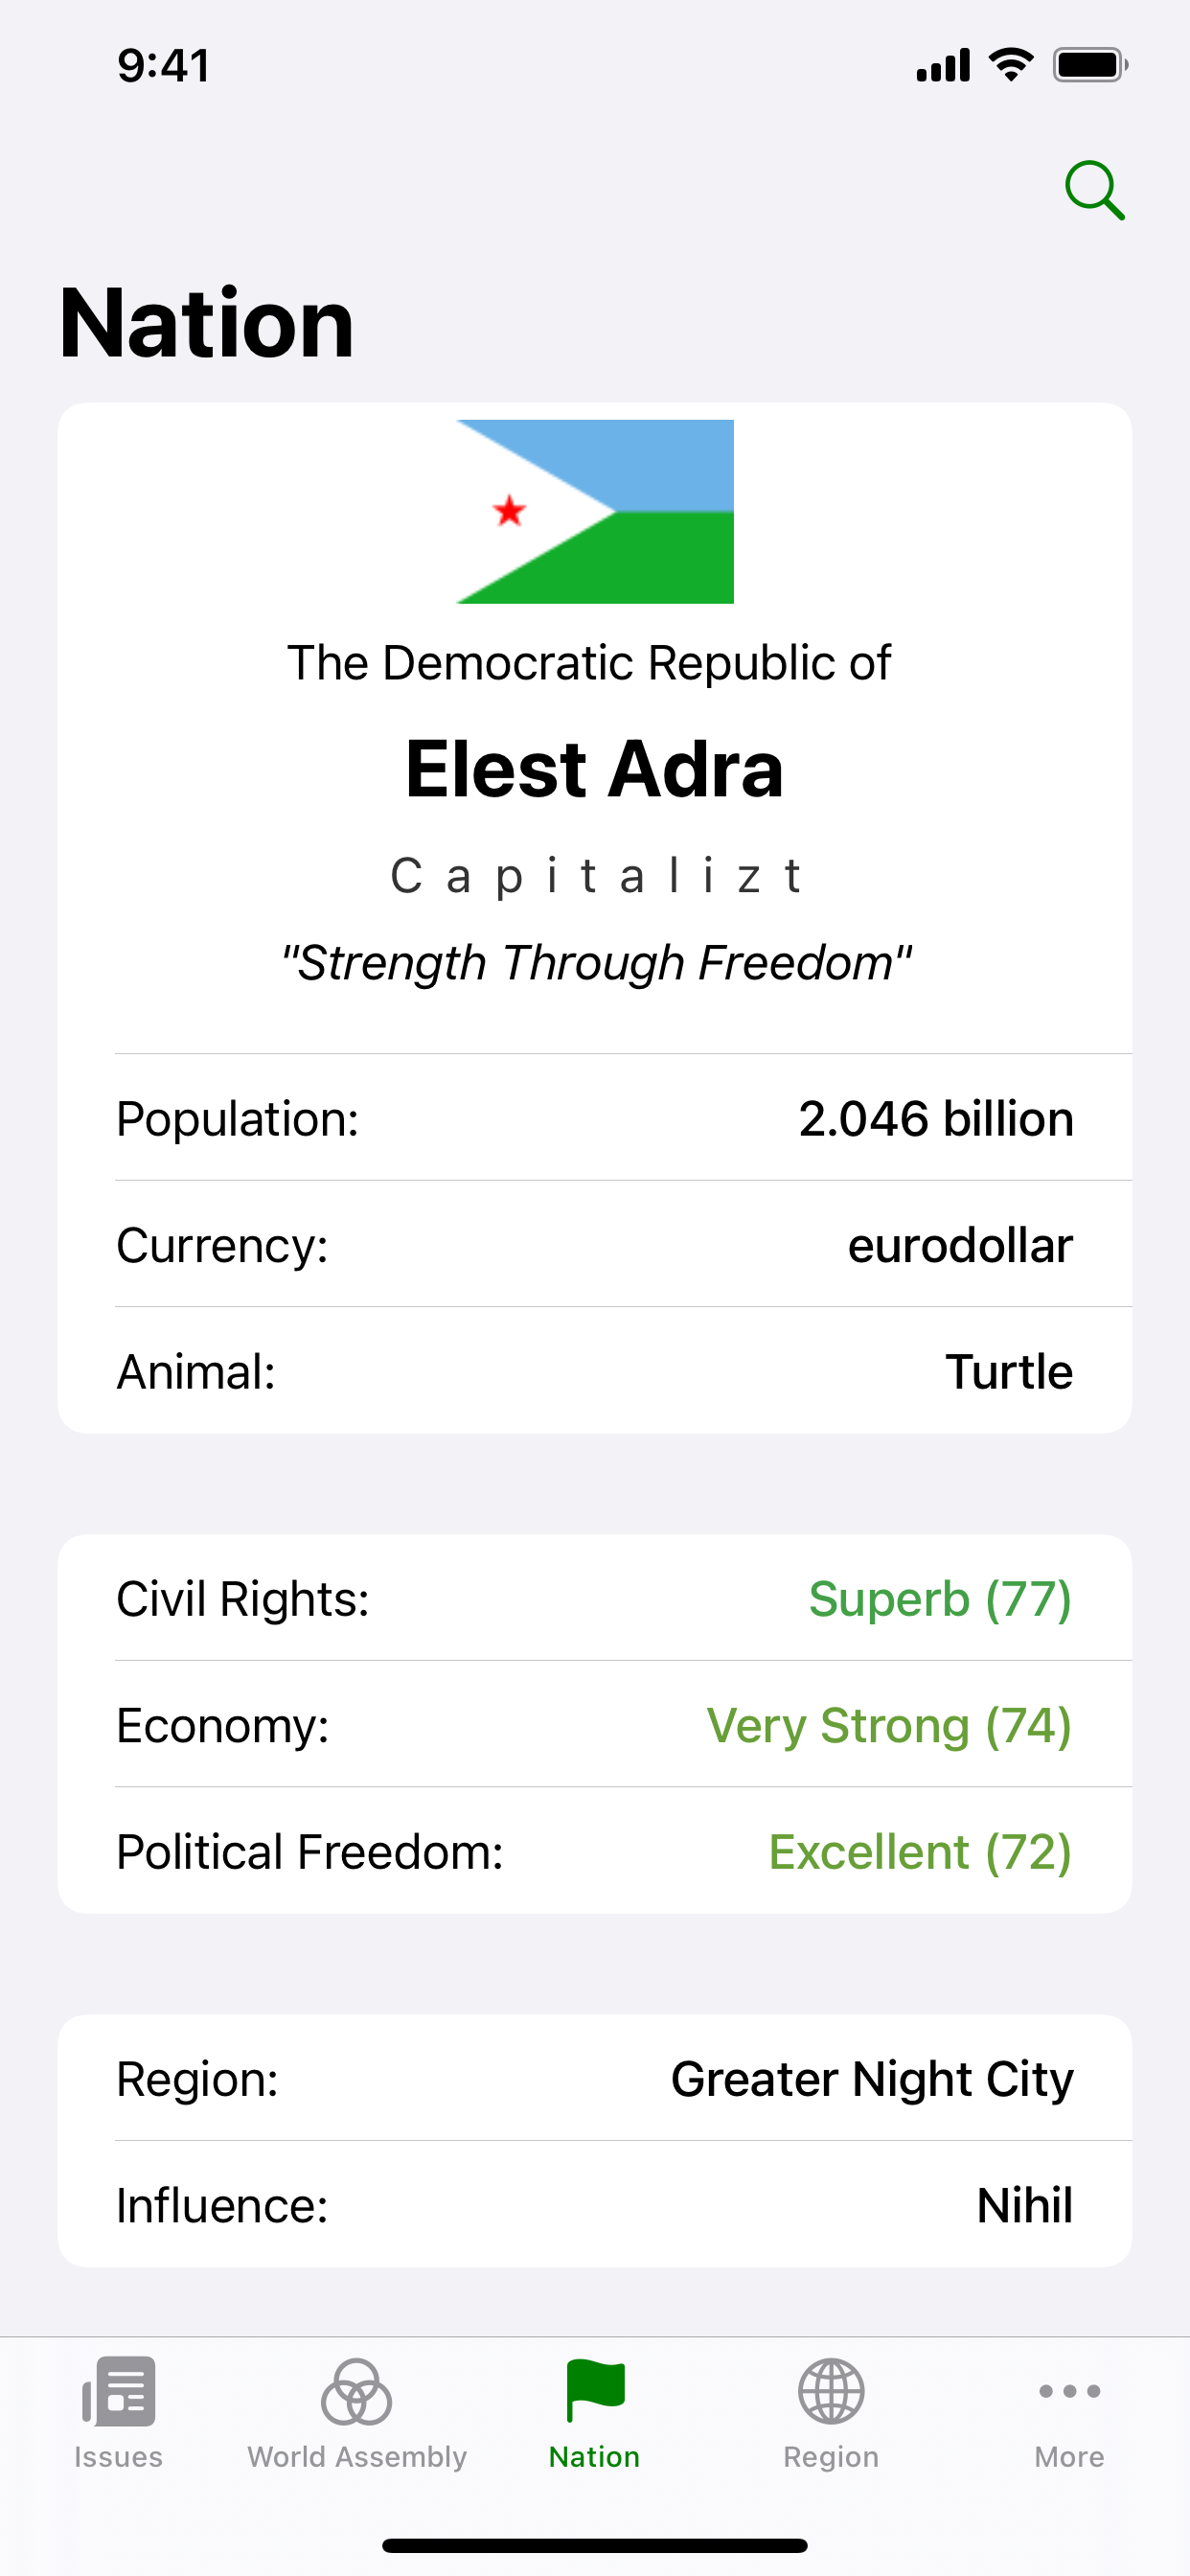 9:41
Nation
The Democratic Republic of
Elest Adra
Capitalizt
"Strength Through Freedom"
Population: 2.046 billion
Currency: eurodollar
Animal: Turtle
Civil Rights: Superb (77)
Economy: Very Strong (74)
Political Freedom: Excellent (72)
Region: Greater Night City
Influence: Nihil
Issues World Assembly Nation Region More